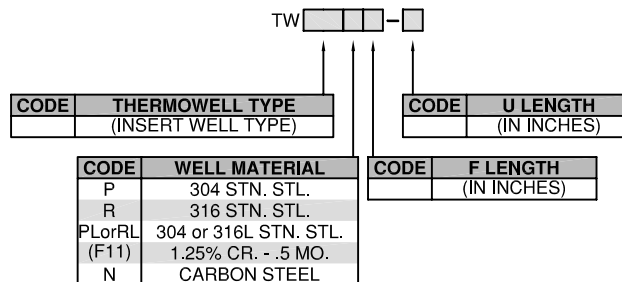 TW -
CODE THERMOWELL TYPE
(INSERT WELL TYPE)
CODE U LENGTH
(IN INCHES)
CODE WELL MATERIAL
P 304 STN. STL.
R 316 STN. STL.
PLorRL 304 or 316L STN. STL.
(F11) 1.25% CR. - .5 MO.
N CARBON STEEL
CODE F LENGTH
(IN INCHES)